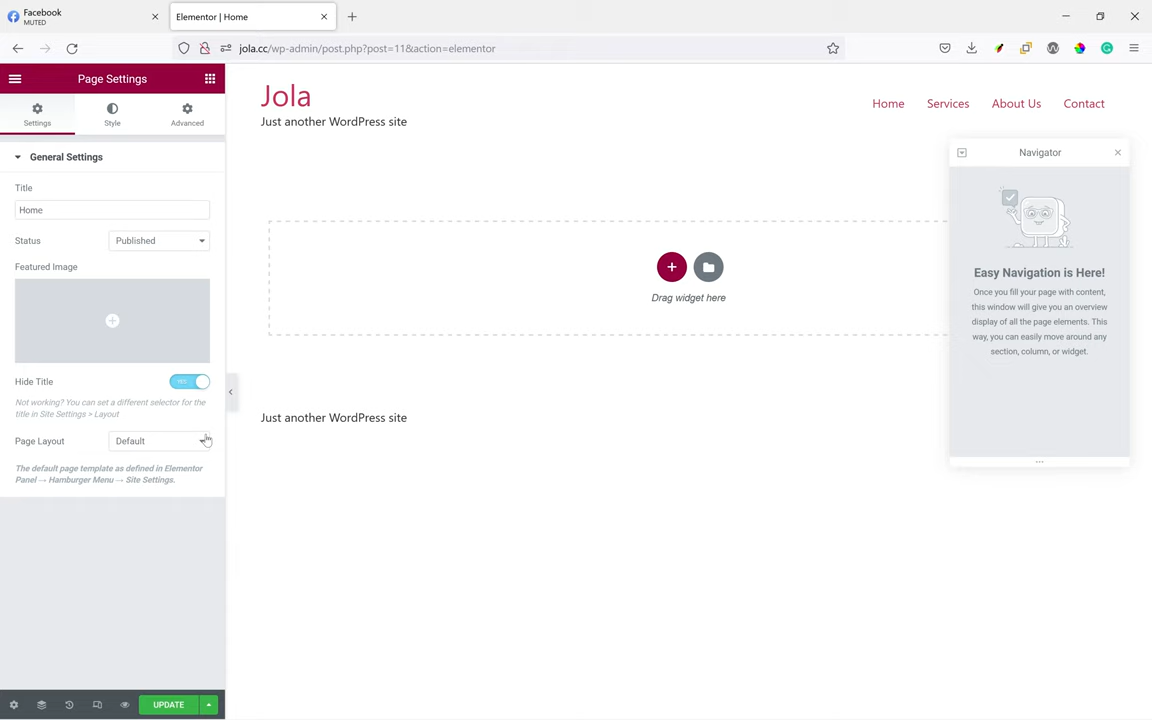 Facebook
MUTED
Elementor | Home
jola.cc/wp-admin/post.php?post=11&action=elementor
Page Settings
Settings
Style
Advanced
General Settings
Title
Home
Status
Published
Featured Image
Hide Title
YES
Not working? You can set a different selector for the
title in Site Settings > Layout
Page Layout
Default
The default page template as defined in Elementor
Panel → Hamburger Menu → Site Settings.
UPDATE
Jola
Just another WordPress site
Home
Services
About Us
Contact
Drag widget here
Just another WordPress site
Navigator
Easy Navigation is Here!
Once you fill your page with content,
this window will give you an overview
display of all the page elements. This
way, you can easily move around any
section, column, or widget.